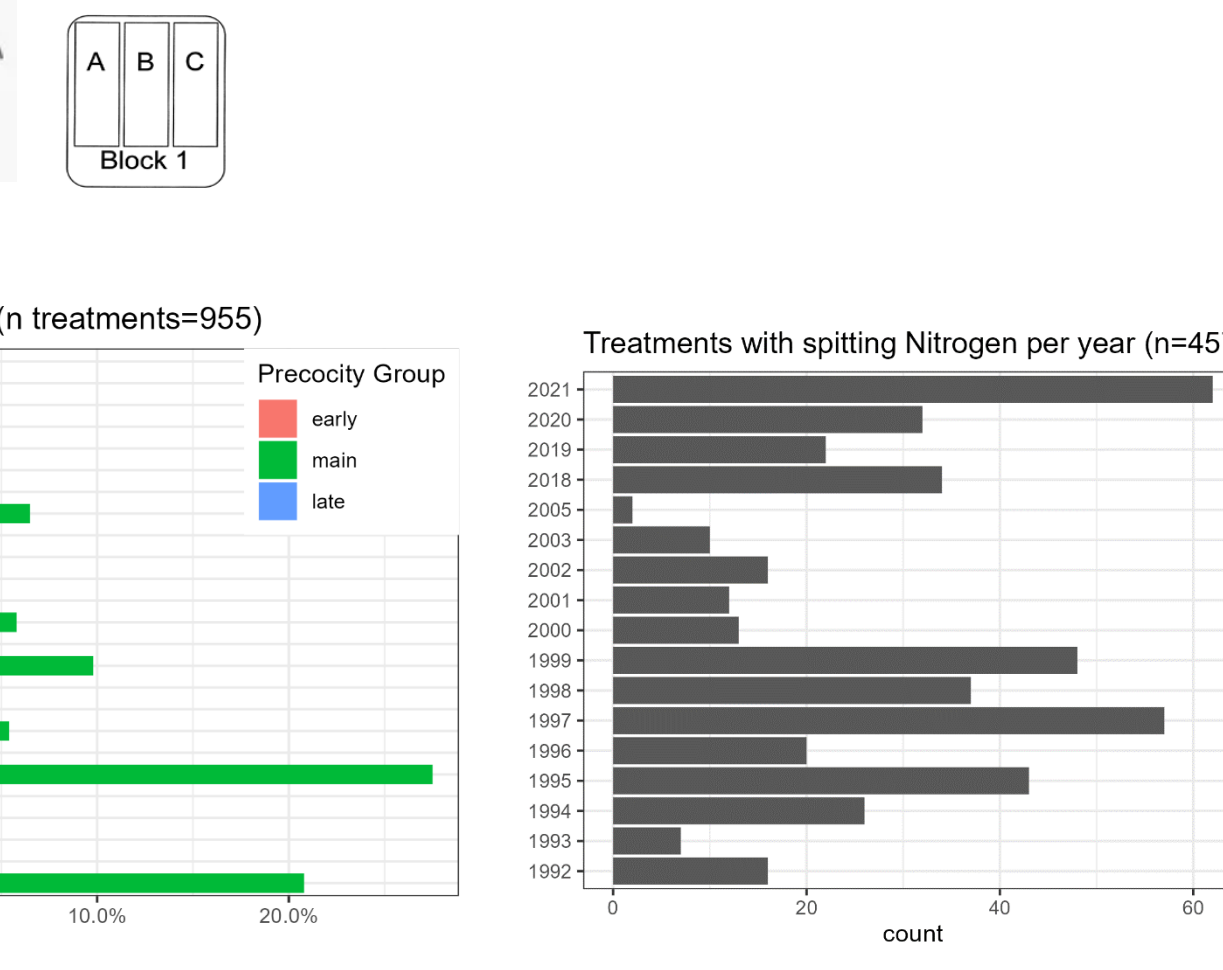 A B C
Block 1
(n treatments=955)
Precocity Group
early
main
late
10.0% 20.0%
Treatments with spitting Nitrogen per year (n=45
2021
2020
2019
2018
2005
2003
2002
2001
2000
1999
1998
1997
1996
1995
1994
1993
1992
0 20 40 60
count